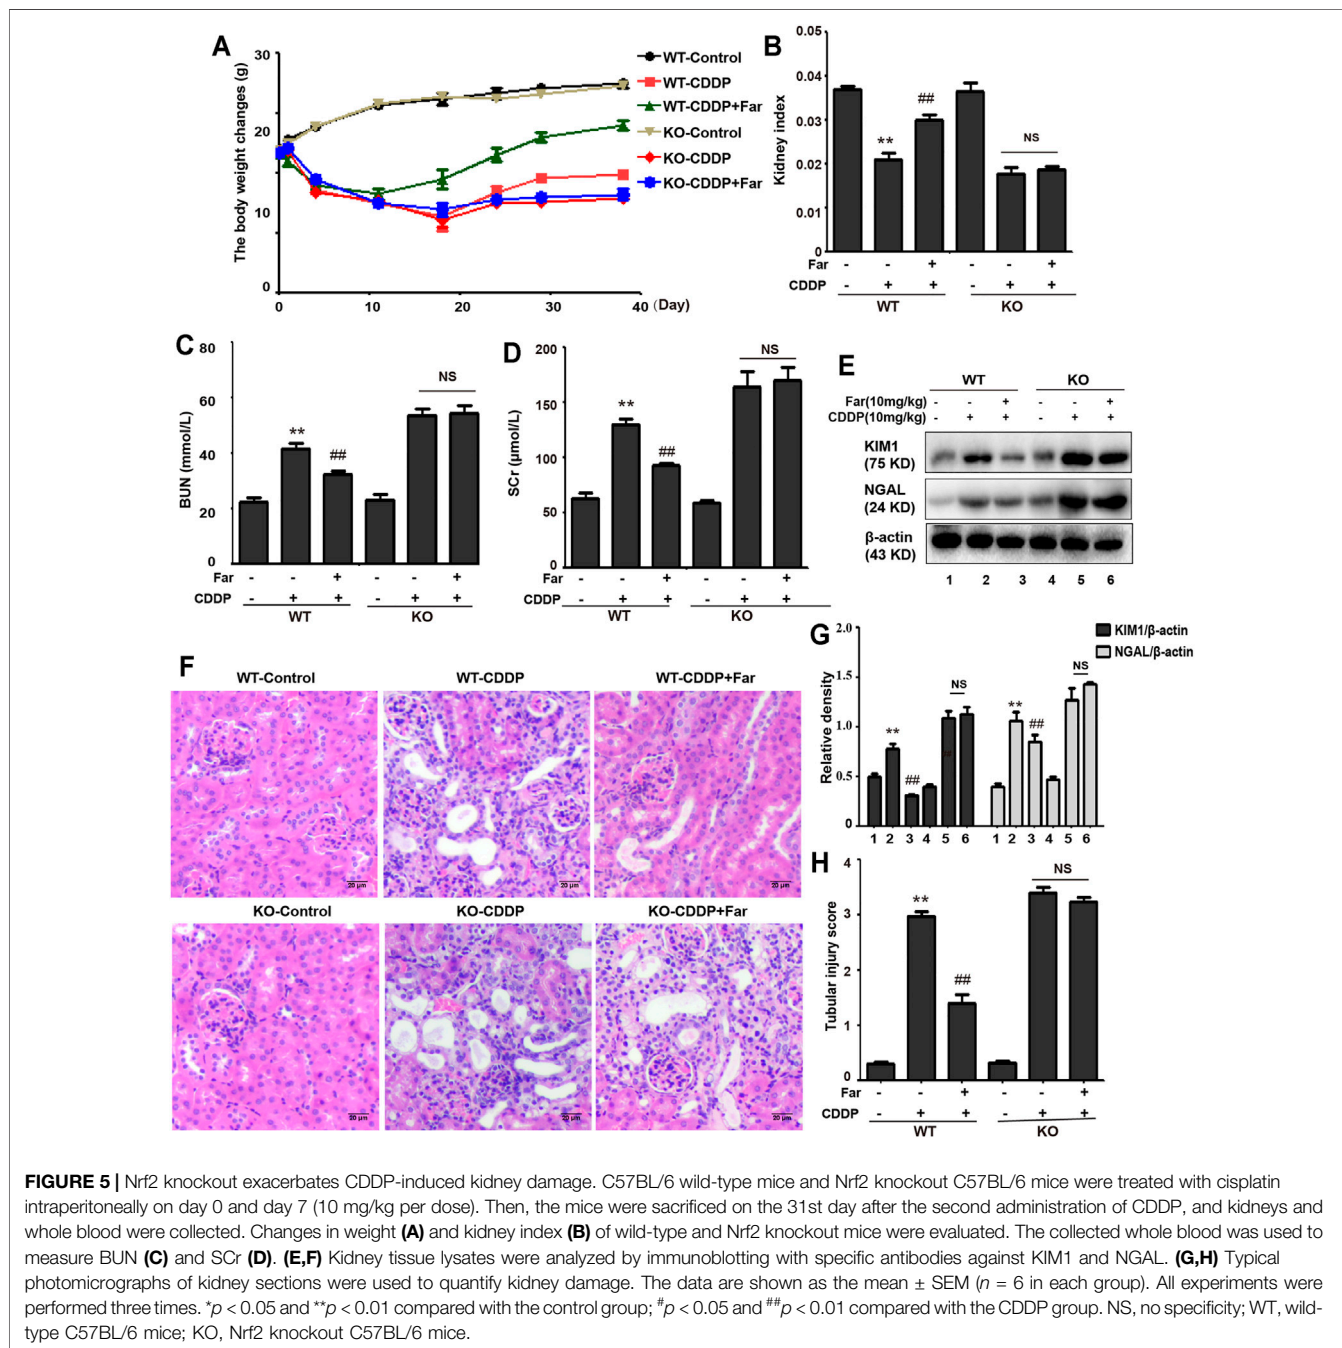 A
The body weight changes (g)
30
20
10
0
0
10
20
30
40
(Day)
WT-Control
WT-CDDP
WT-CDDP+Far
KO-Control
KO-CDDP
KO-CDDP+Far
B
Kidney index
0.05
0.04
0.03
0.02
0.01
0
**
##
NS
Far - - + - - +
CDDP - + + - + +
WT KO
C
BUN (mmol/L)
80
60
40
20
0
**
##
NS
Far - - + - - +
CDDP - + + - + +
WT KO
D
SCr (µmol/L)
200
150
100
50
0
**
##
NS
Far - - + - - +
CDDP - + + - + +
WT KO
E
WT KO
Far(10mg/kg) - - + - - +
CDDP(10mg/kg) - + + - + +
KIM1
(75 KD)
NGAL
(24 KD)
β-actin
(43 KD)
1 2 3 4 5 6
F
WT-Control WT-CDDP WT-CDDP+Far
20 µm 20 µm 20 µm
KO-Control KO-CDDP KO-CDDP+Far
20 µm 20 µm 20 µm
G
KIM1/β-actin
NGAL/β-actin
Relative density
2.0
1.5
1.0
0.5
0.0
**
##
NS
**
##
NS
1 2 3 4 5 6 1 2 3 4 5 6
H
Tubular injury score
4
3
2
1
0
**
##
NS
Far - - + - - +
CDDP - + + - + +
WT KO
FIGURE 5 | Nrf2 knockout exacerbates CDDP-induced kidney damage. C57BL/6 wild-type mice and Nrf2 knockout C57BL/6 mice were treated with cisplatin
intraperitoneally on day 0 and day 7 (10 mg/kg per dose). Then, the mice were sacrificed on the 31st day after the second administration of CDDP, and kidneys and
whole blood were collected. Changes in weight (A) and kidney index (B) of wild-type and Nrf2 knockout mice were evaluated. The collected whole blood was used to
measure BUN (C) and SCr (D). (E,F) Kidney tissue lysates were analyzed by immunoblotting with specific antibodies against KIM1 and NGAL. (G,H) Typical
photomicrographs of kidney sections were used to quantify kidney damage. The data are shown as the mean ± SEM (n = 6 in each group). All experiments were
performed three times. *p < 0.05 and **p < 0.01 compared with the control group; #p < 0.05 and ##p < 0.01 compared with the CDDP group. NS, no specificity; WT, wild-
type C57BL/6 mice; KO, Nrf2 knockout C57BL/6 mice.